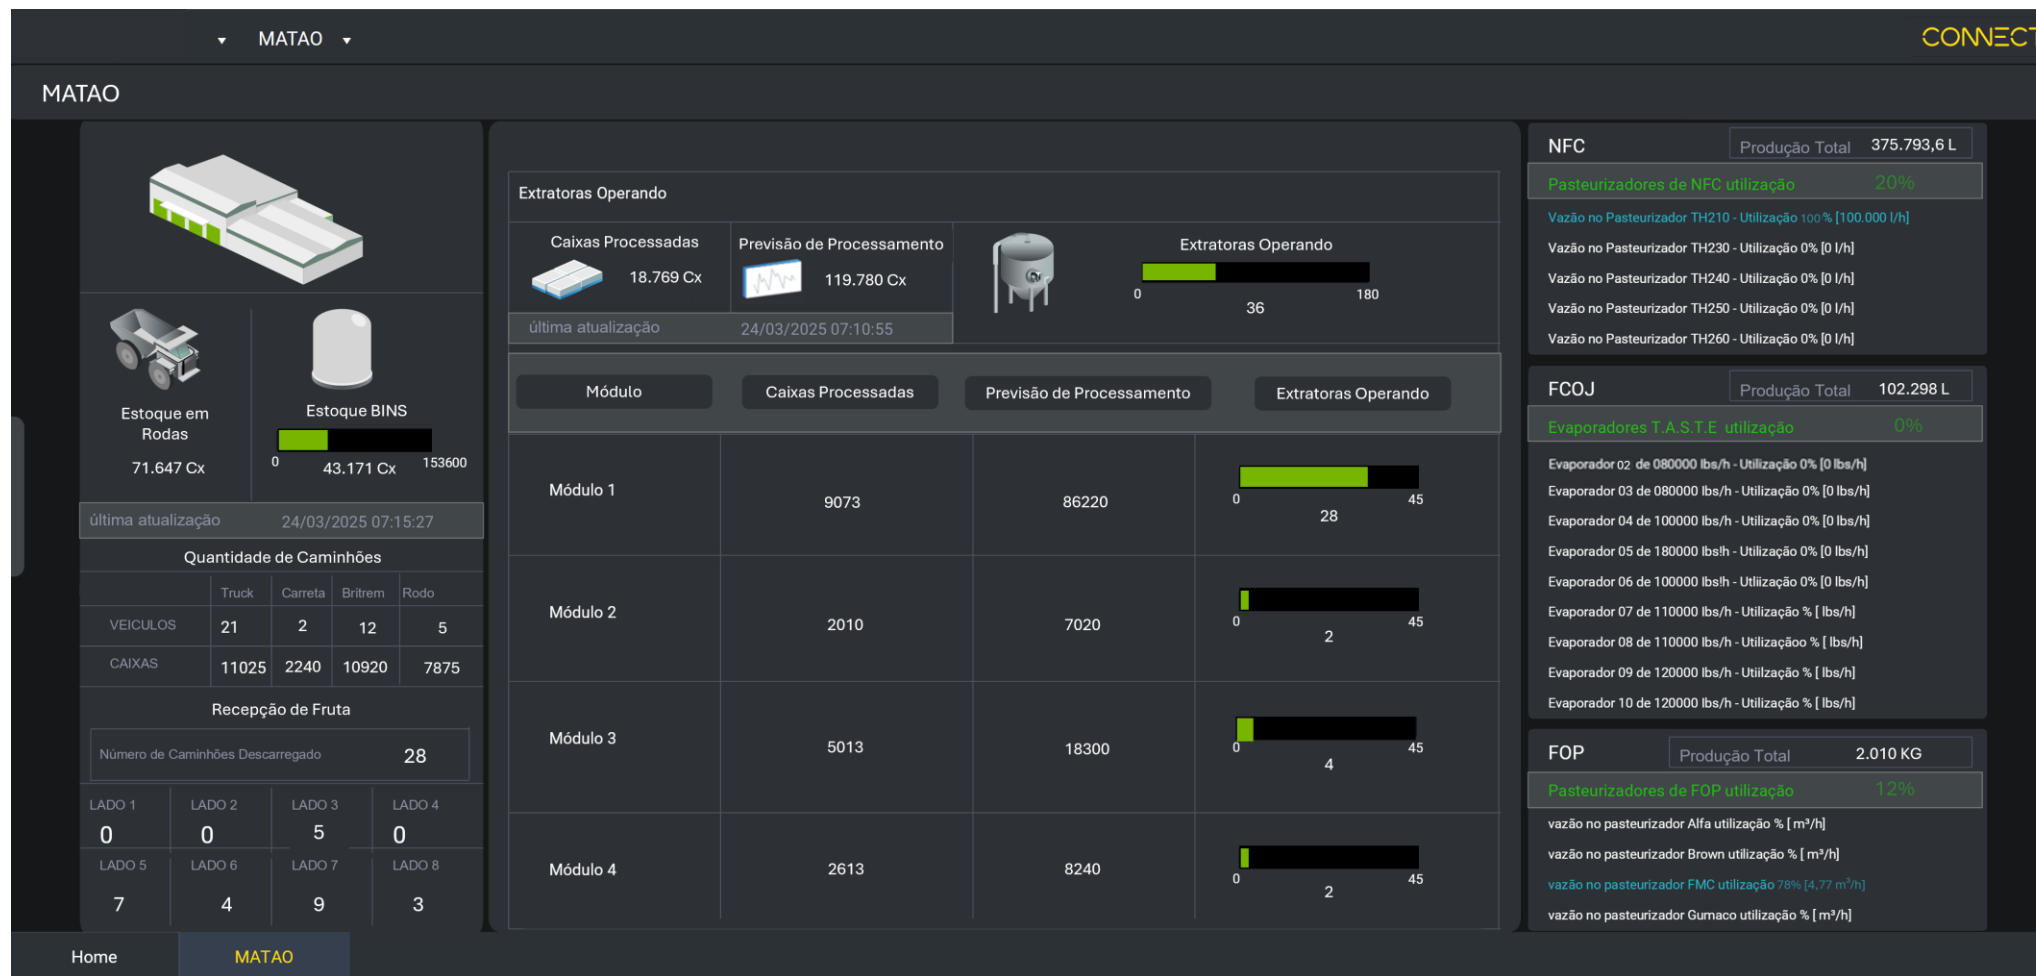 MATAO
CONNECT
MATAO
Estoque em
Rodas
71.647 Cx
Estoque BINS
0 43.171 Cx 153600
última atualização 24/03/2025 07:15:27
Quantidade de Caminhões
Truck Carreta Britrem Rodo
VEICULOS 21 2 12 5
CAIXAS 11025 2240 10920 7875
Recepção de Fruta
Número de Caminhões Descarregado 28
LADO 1 LADO 2 LADO 3 LADO 4
0 0 5 0
LADO 5 LADO 6 LADO 7 LADO 8
7 4 9 3
Extratoras Operando
Caixas Processadas
18.769 Cx
Previsão de Processamento
119.780 Cx
Extratoras Operando
0 180
36
última atualização 24/03/2025 07:10:55
Módulo Caixas Processadas Previsão de Processamento Extratoras Operando
Módulo 1 9073 86220 0 28 45
Módulo 2 2010 7020 0 2 45
Módulo 3 5013 18300 0 4 45
Módulo 4 2613 8240 0 2 45
NFC Produção Total 375.793,6 L
Pasteurizadores de NFC utilização 20%
Vazão no Pasteurizador TH210 - Utilização 100% [100.000 l/h]
Vazão no Pasteurizador TH230 - Utilização 0% [0 l/h]
Vazão no Pasteurizador TH240 - Utilização 0% [0 l/h]
Vazão no Pasteurizador TH250 - Utilização 0% [0 l/h]
Vazão no Pasteurizador TH260 - Utilização 0% [0 l/h]
FCOJ Produção Total 102.298 L
Evaporadores T.A.S.T.E utilização 0%
Evaporador 02 de 080000 lbs/h - Utilização 0% [0 lbs/h]
Evaporador 03 de 080000 lbs/h - Utilização 0% [0 lbs/h]
Evaporador 04 de 100000 lbs/h - Utilização 0% [0 lbs/h]
Evaporador 05 de 180000 lbs!h - Utilização 0% [0 lbs/h]
Evaporador 06 de 100000 lbs!h - Utliização 0% [0 lbs/h]
Evaporador 07 de 110000 lbs/h - Utilização % [ lbs/h]
Evaporador 08 de 110000 lbs/h - Utilizaçãoo % [ lbs/h]
Evaporador 09 de 120000 lbs/h - Utiilzação % [ lbs/h]
Evaporador 10 de 120000 lbs/h - Utilização % [ lbs/h]
FOP Produção Total 2.010 KG
Pasteurizadores de FOP utilização 12%
vazão no pasteurizador Alfa utilização % [ m³/h]
vazão no pasteurizador Brown utilização % [ m³/h]
vazão no pasteurizador FMC utilização 78% [4,77 m³/h]
vazão no pasteurizador Gumaco utilização % [ m³/h]
Home MATAO